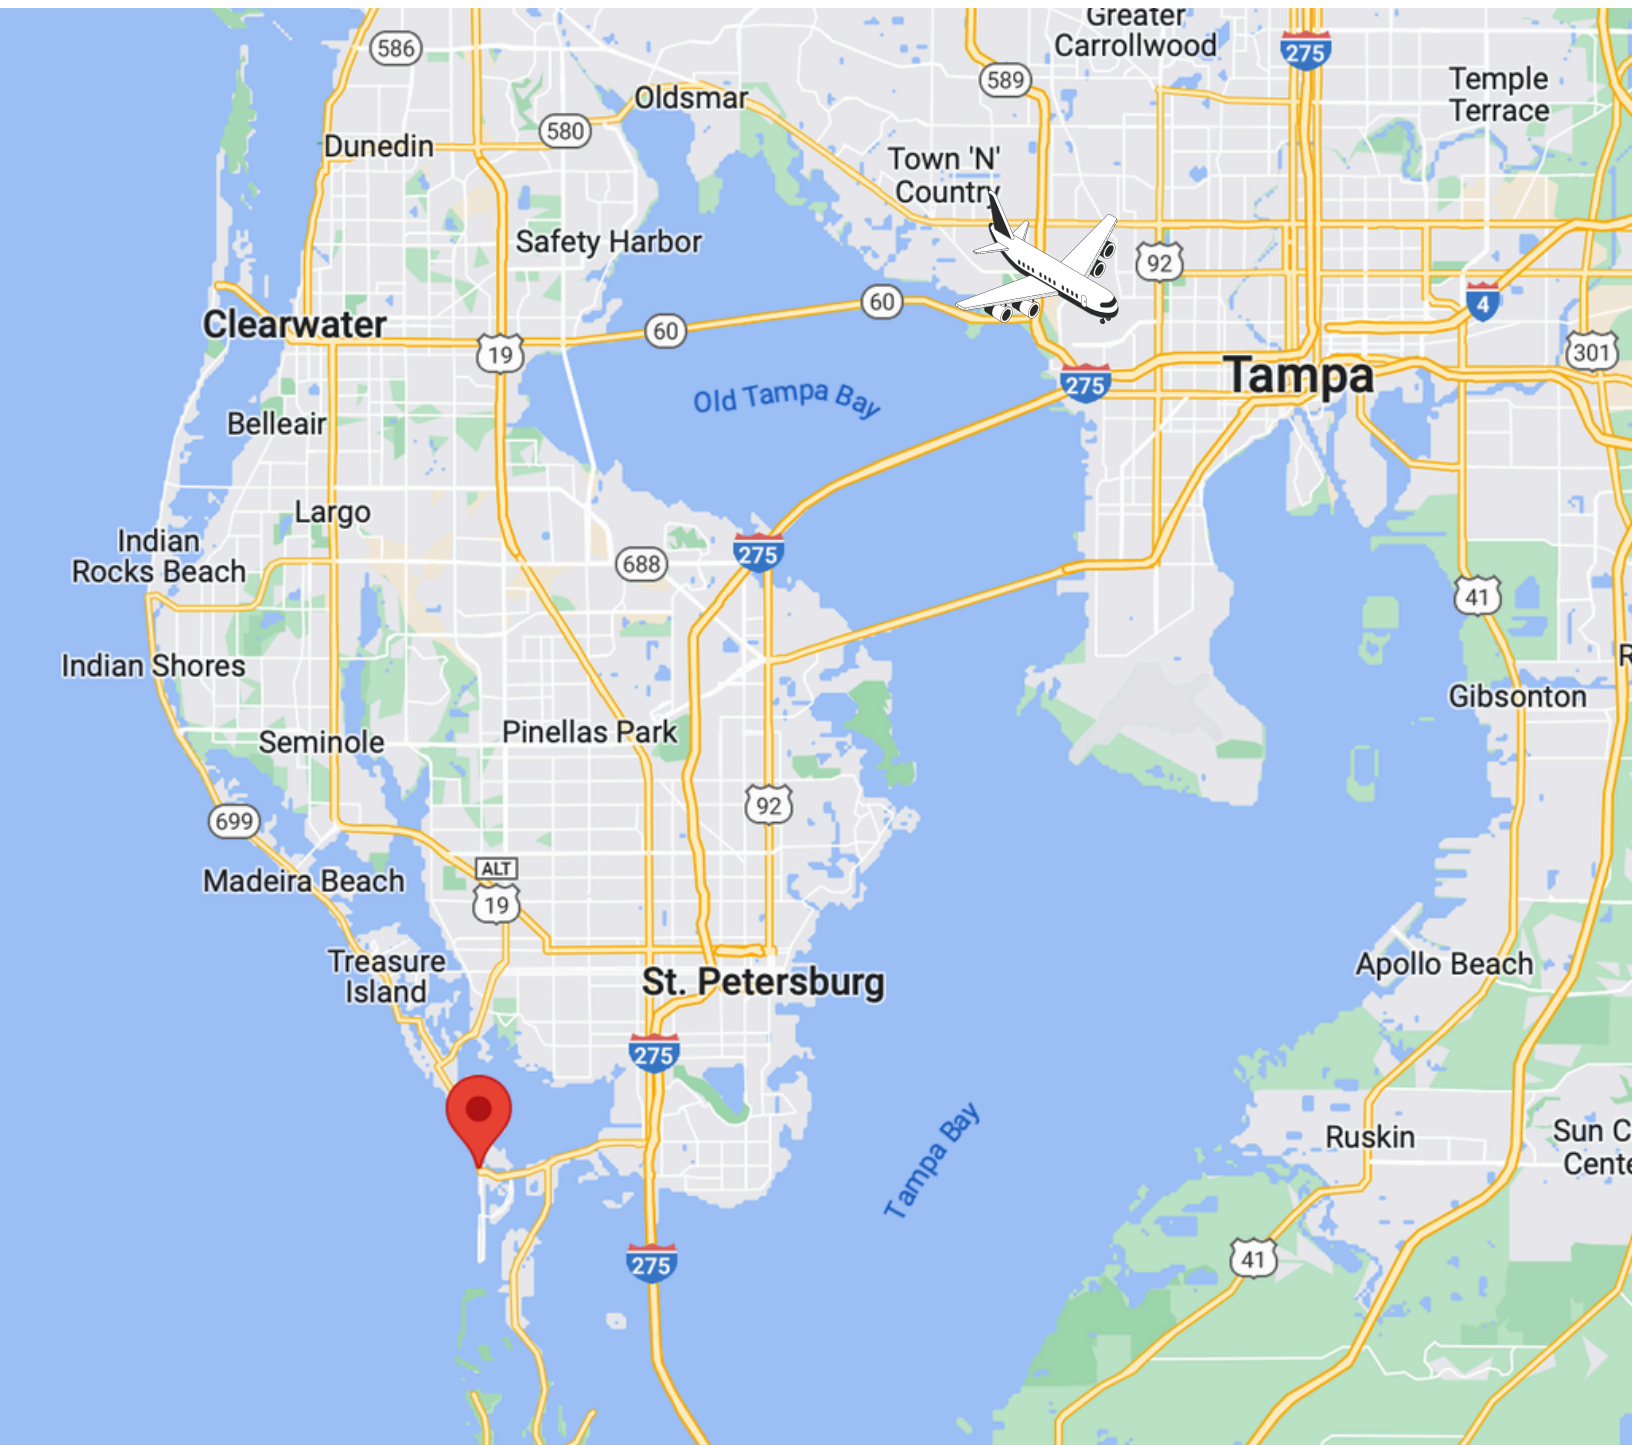 Greater
Carrollwood
586
275
589
Temple
Terrace
Oldsmar
580
Dunedin
Town 'N'
Country
Safety Harbor
92
60
4
60
Clearwater
19
301
Tampa
275
Old Tampa Bay
Belleair
Largo
Indian
Rocks Beach
275
688
41
Indian Shores
R
Gibsonton
Pinellas Park
Seminole
92
699
ALT
19
Madeira Beach
Treasure
Island
Apollo Beach
St. Petersburg
275
Ruskin
Sun C
Cente
Tampa Bay
41
275